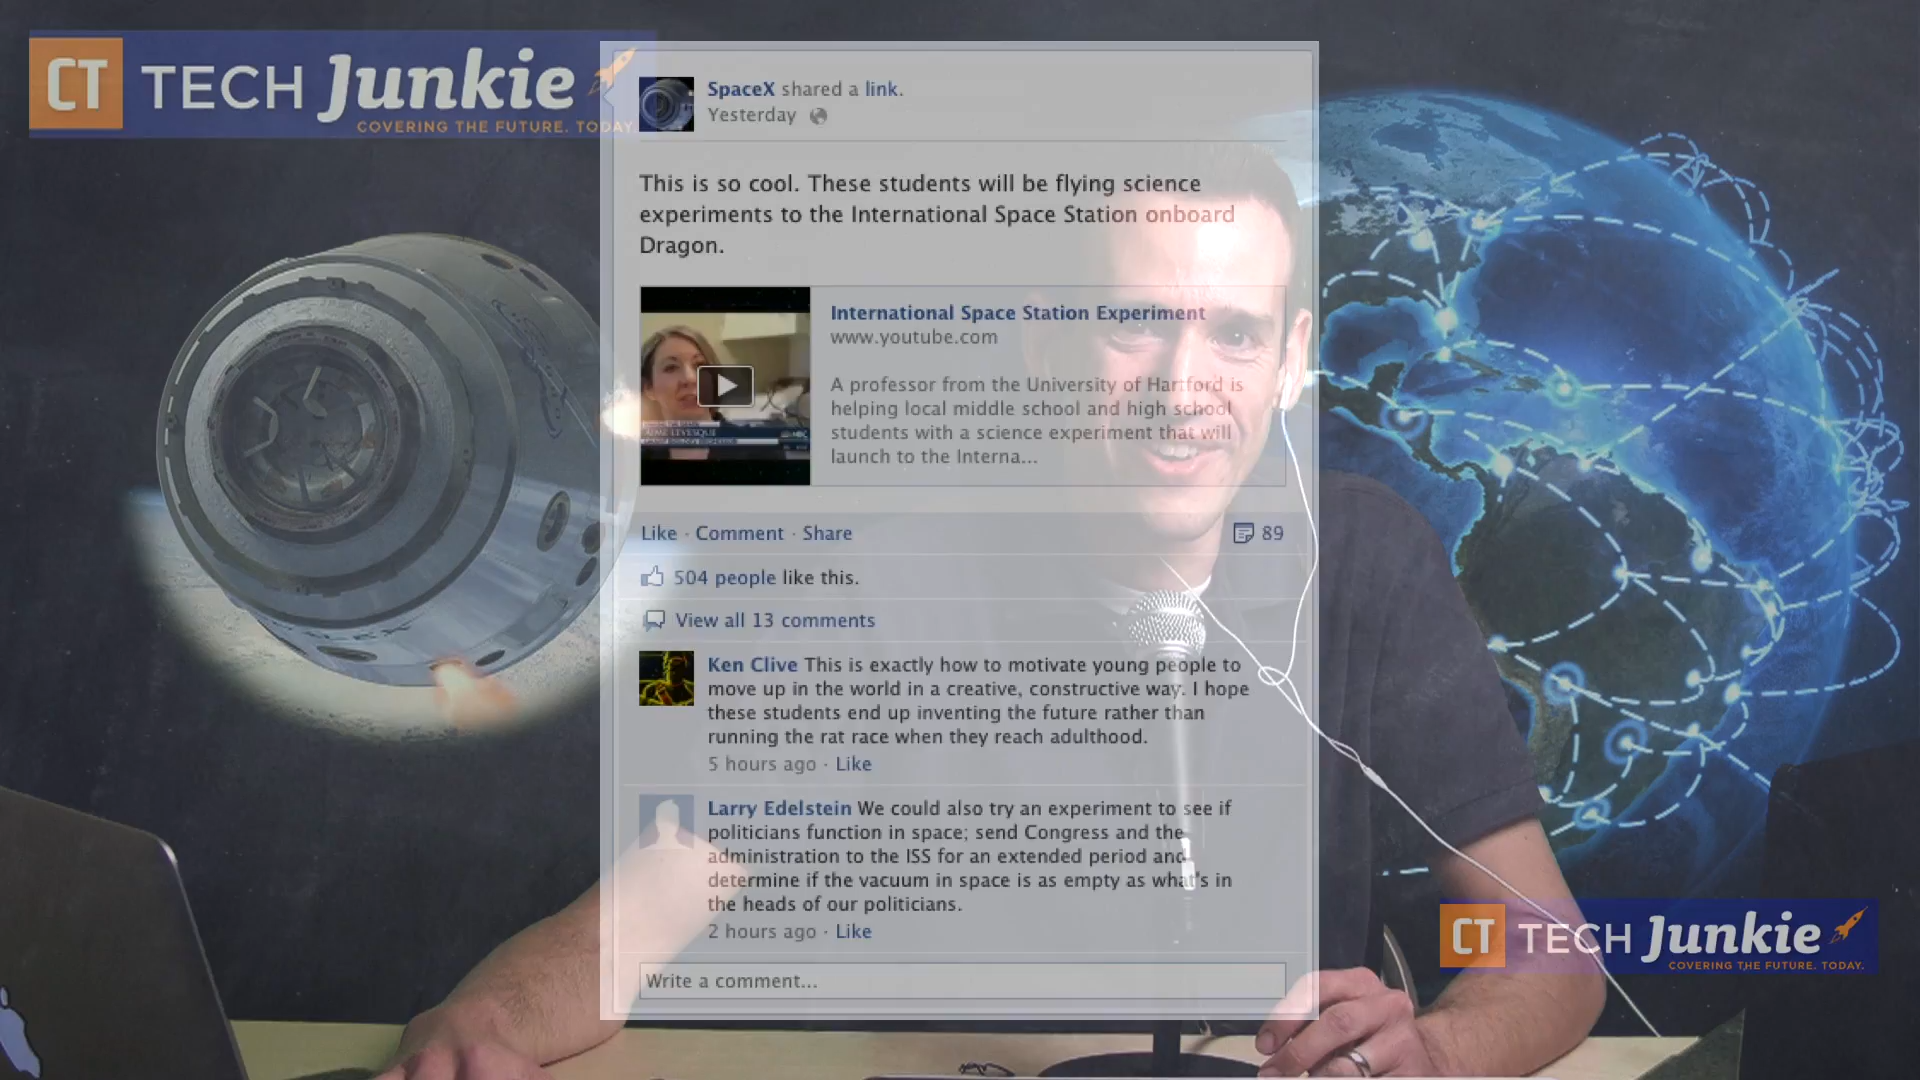 CT TECH Junkie
COVERING THE FUTURE. TODAY
SpaceX shared a link.
Yesterday
This is so cool. These students will be flying science
experiments to the International Space Station onboard
Dragon.
International Space Station Experiment
www.youtube.com
A professor from the University of Hartford is
helping local middle school and high school
students with a science experiment that will
launch to the Interna...
Like · Comment · Share
89
504 people like this.
View all 13 comments
Ken Clive This is exactly how to motivate young people to
move up in the world in a creative, constructive way. I hope
these students end up inventing the future rather than
running the rat race when they reach adulthood.
5 hours ago · Like
Larry Edelstein We could also try an experiment to see if
politicians function in space; send Congress and the
administration to the ISS for an extended period and
determine if the vacuum in space is as empty as what's in
the heads of our politicians.
2 hours ago · Like
Write a comment...
CT TECH Junkie
COVERING THE FUTURE. TODAY.